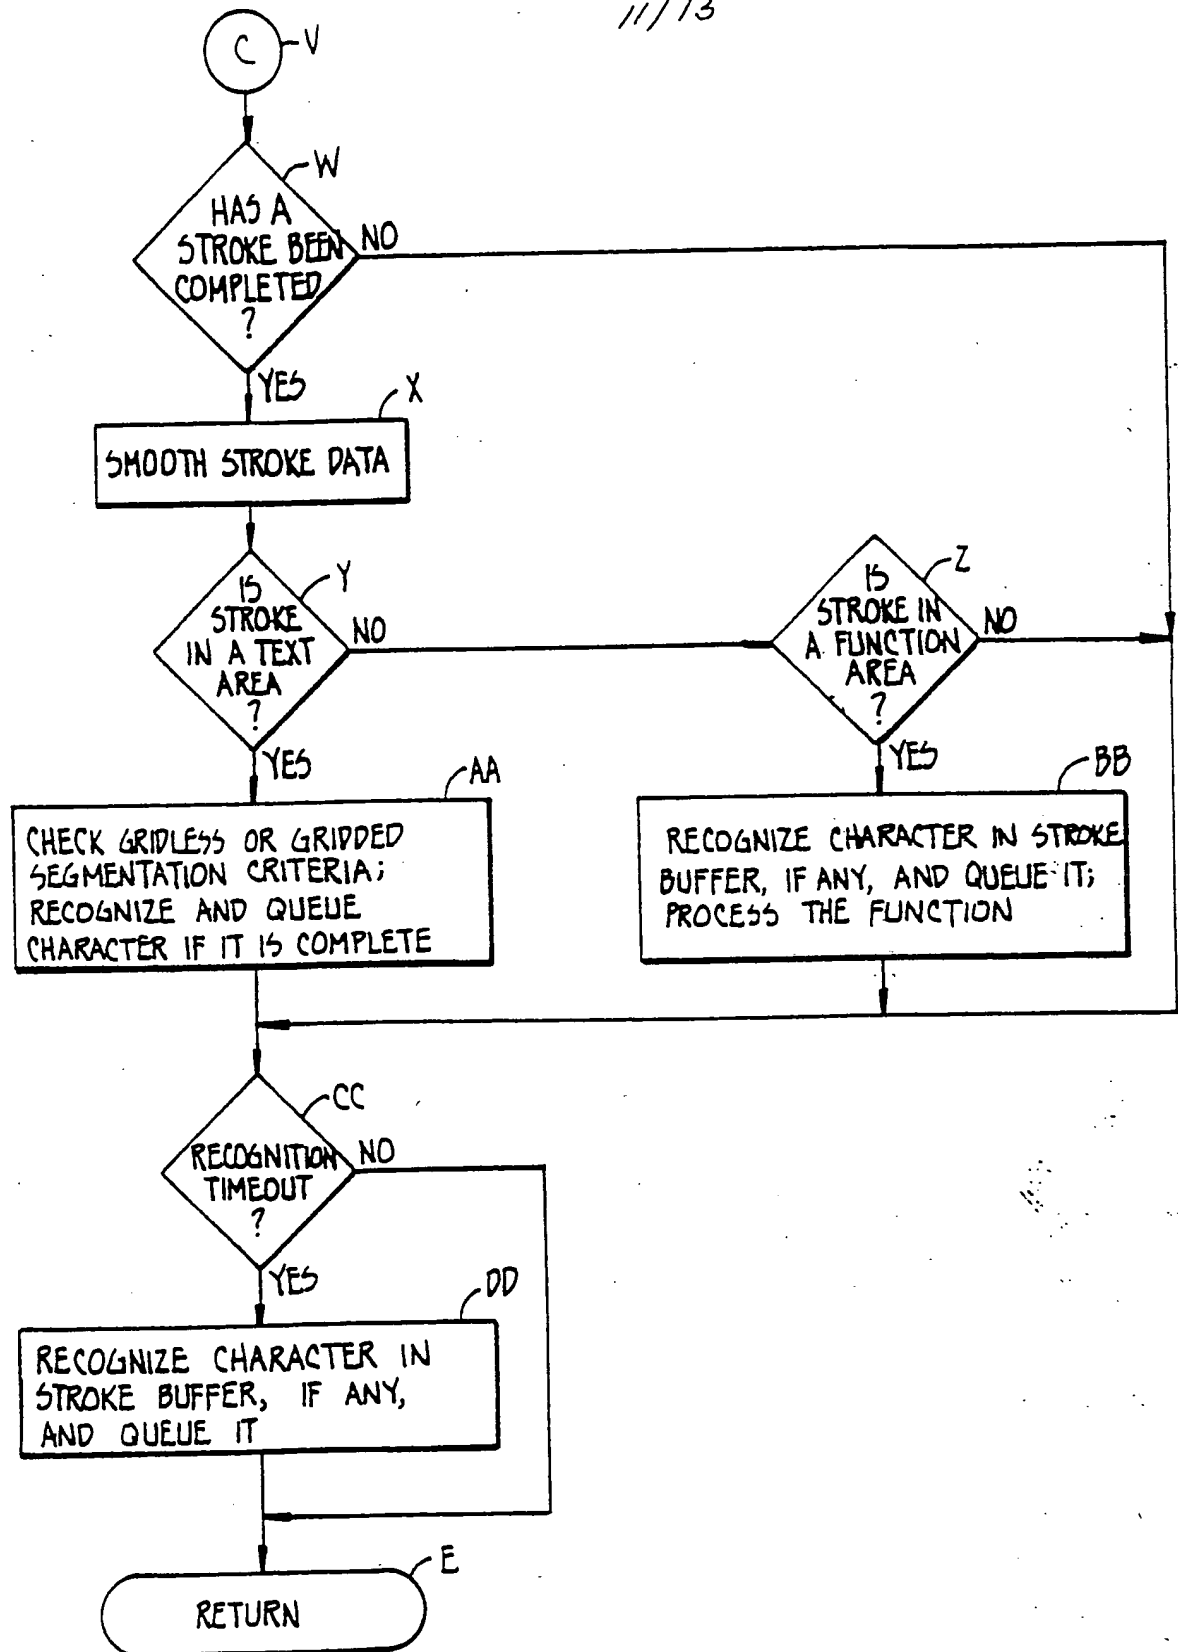 11/13
C
V
W
HAS A
STROKE BEEN
COMPLETED
?
NO
YES
X
SMOOTH STROKE DATA
Y
IS
STROKE
IN A TEXT
AREA
?
NO
YES
Z
IS
STROKE IN
A FUNCTION
AREA
?
NO
YES
AA
CHECK GRIDLESS OR GRIDDED
SEGMENTATION CRITERIA;
RECOGNIZE AND QUEUE
CHARACTER IF IT IS COMPLETE
BB
RECOGNIZE CHARACTER IN STROKE
BUFFER, IF ANY, AND QUEUE IT;
PROCESS THE FUNCTION
CC
RECOGNITION
TIMEOUT
?
NO
YES
DD
RECOGNIZE CHARACTER IN
STROKE BUFFER, IF ANY,
AND QUEUE IT
E
RETURN